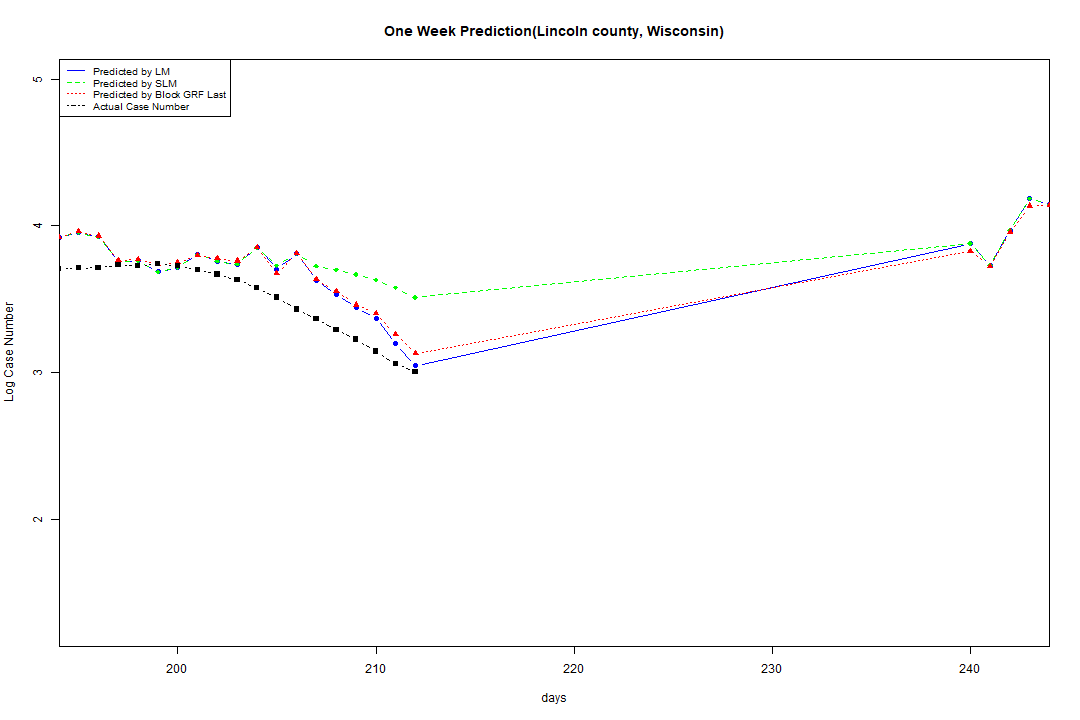 One Week Prediction(Lincoln county, Wisconsin)
Predicted by LM
Predicted by SLM
Predicted by Block GRF Last
Actual Case Number
5
4
3
2
Log Case Number
200 210 220 230 240
days